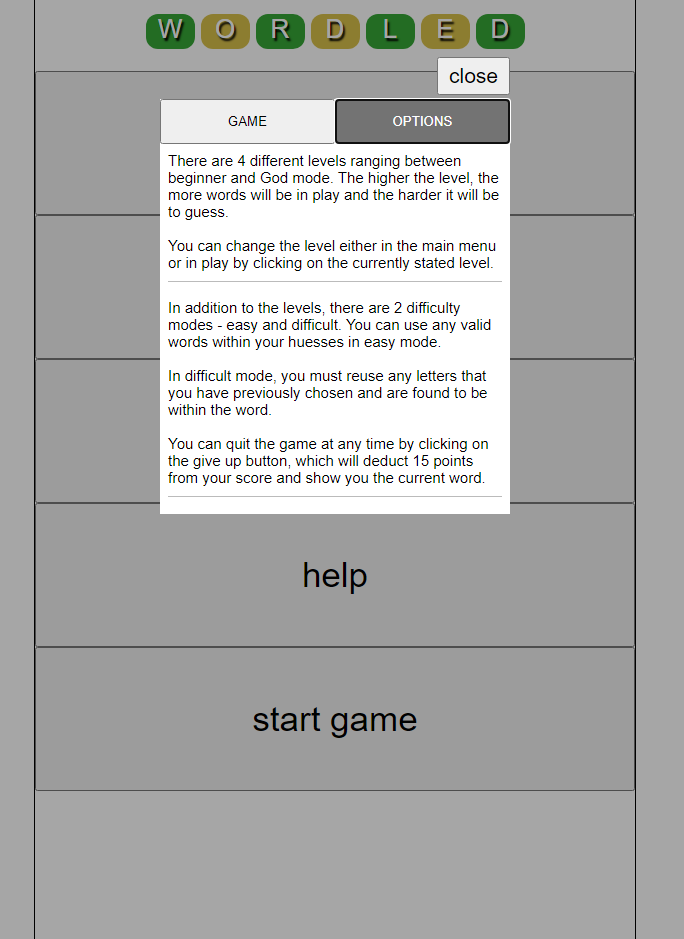 WORDLED
close
GAME OPTIONS
There are 4 different levels ranging between
beginner and God mode. The higher the level, the
more words will be in play and the harder it will be
to guess.
You can change the level either in the main menu
or in play by clicking on the currently stated level.
In addition to the levels, there are 2 difficulty
modes - easy and difficult. You can use any valid
words within your huesses in easy mode.
In difficult mode, you must reuse any letters that
you have previously chosen and are found to be
within the word.
You can quit the game at any time by clicking on
the give up button, which will deduct 15 points
from your score and show you the current word.
help
start game